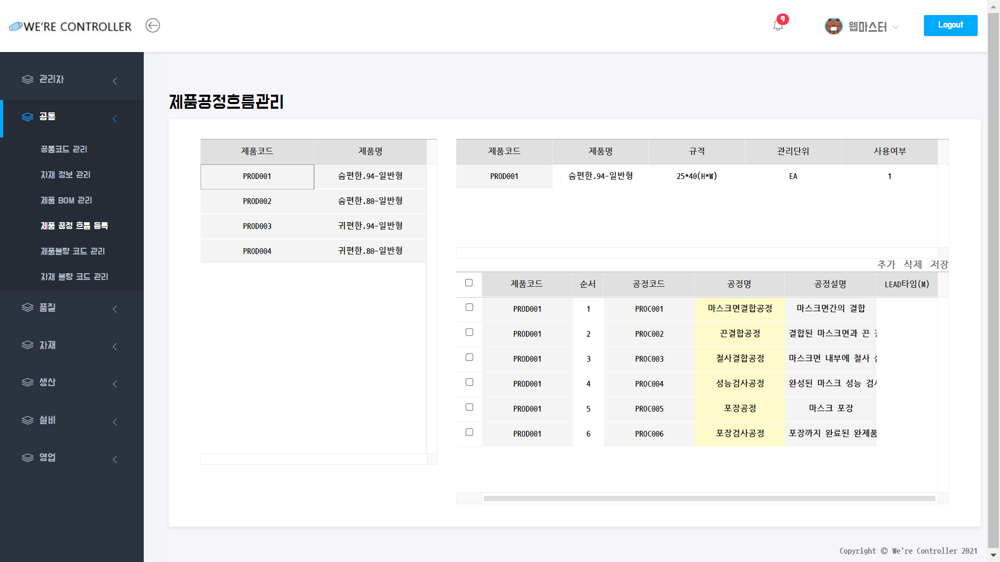 WE'RE CONTROLLER
9
웹마스터
Logout
관리자
공통
공통코드 관리
자재 정보 관리
제품 BOM 관리
제품 공정 흐름 등록
제품불량 코드 관리
자재 불량 코드 관리
품질
자재
생산
설비
영업
제품공정흐름관리
제품코드 제품명
PROD001 숨편한.94-일반형
PROD002 숨편한.80-일반형
PROD003 귀편한.94-일반형
PROD004 귀편한.80-일반형
제품코드 제품명 규격 관리단위 사용여부
PROD001 숨편한.94-일반형 25*40(H*W) EA 1
추가 삭제 저장
제품코드 순서 공정코드 공정명 공정설명 LEAD타임(M)
PROD001 1 PROC001 마스크면결합공정 마스크면간의 결합
PROD001 2 PROC002 끈결합공정 결합된 마스크면과 끈
PROD001 3 PROC003 철사결합공정 마스크면 내부에 철사
PROD001 4 PROC004 성능검사공정 완성된 마스크 성능
PROD001 5 PROC005 포장공정 마스크 포장
PROD001 6 PROC006 포장검사공정 포장까지 완료된 완제품
Copyright © We're Controller 2021